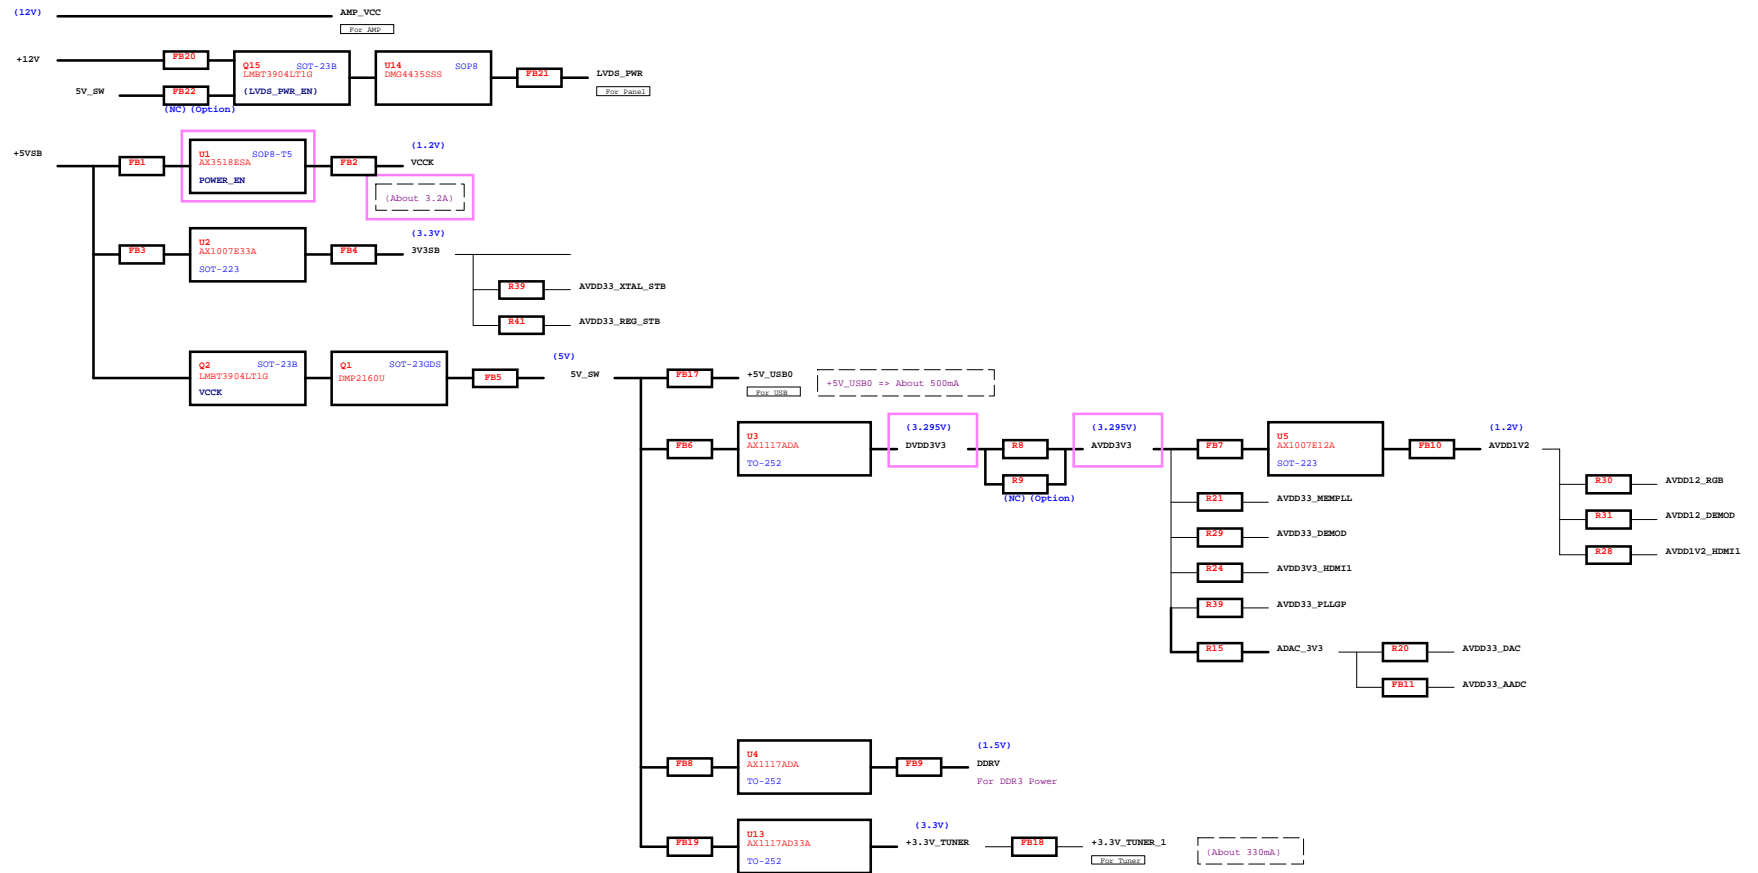 (12V)
AMP_VCC
For AMP
+12V
FB20
Q15
SOT-23B
LMBT3904LT1G
(LVDS_PWR_EN)
U14
SOP8
DMG4435SSS
FB21
LVDS_PWR
For Panel
5V_SW
FB22
(NC)(Option)
+5VSB
FB1
U1
SOP8-T5
AX3518ESA
POWER_EN
FB2
(1.2V)
VCCK
(About 3.2A)
FB3
U2
AX1007E33A
SOT-223
FB4
(3.3V)
3V3SB
R39
AVDD33_XTAL_STB
R41
AVDD33_REG_STB
Q2
SOT-23B
LMBT3904LT1G
VCCK
Q1
SOT-23GDS
DMP2160U
FB5
(5V)
5V_SW
FB17
+5V_USB0
For USB
+5V_USB0 => About 500mA
FB6
U3
AX1117ADA
TO-252
(3.295V)
DVDD3V3
R8
R9
(NC)(Option)
(3.295V)
AVDD3V3
FB7
U5
AX1007E12A
SOT-223
FB10
(1.2V)
AVDD1V2
R30
AVDD12_RGB
R31
AVDD12_DEMOD
R28
AVDD1V2_HDMI1
R21
AVDD33_MEMPLL
R29
AVDD33_DEMOD
R24
AVDD3V3_HDMI1
R39
AVDD33_PLLGP
R15
ADAC_3V3
R20
AVDD33_DAC
FB11
AVDD33_AADC
FB8
U4
AX1117ADA
TO-252
FB9
(1.5V)
DDRV
For DDR3 Power
FB19
U13
AX1117AD33A
TO-252
(3.3V)
+3.3V_TUNER
FB18
+3.3V_TUNER_1
For Tuner
(About 330mA)